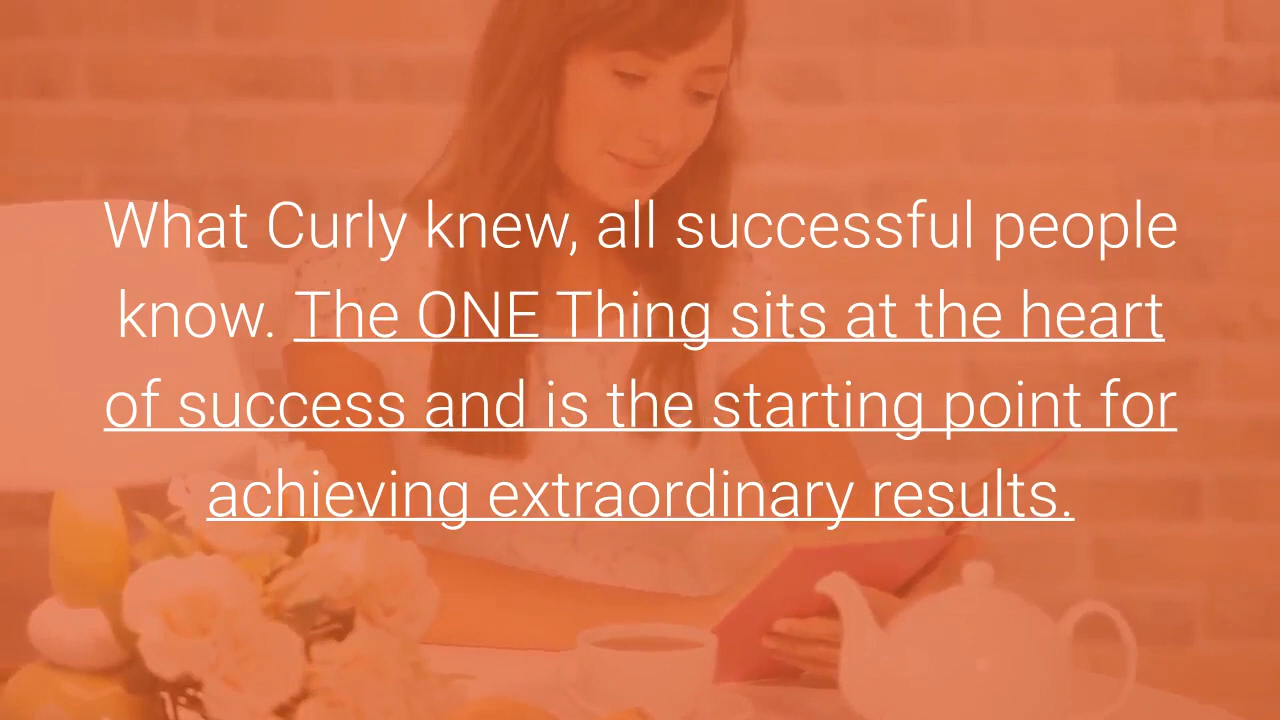 What Curly knew, all successful people
know. The ONE Thing sits at the heart
of success and is the starting point for
achieving extraordinary results.